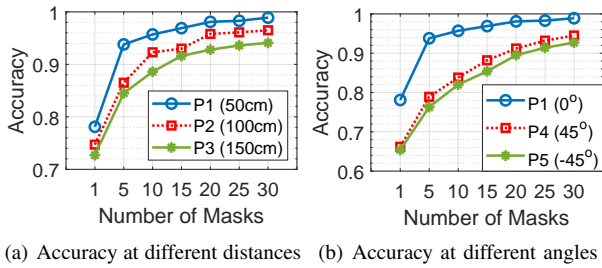 1
0.9
0.8
0.7
Accuracy
P1 (50cm)
P2 (100cm)
P3 (150cm)
1 5 10 15 20 25 30
Number of Masks
(a) Accuracy at different distances
1
0.9
0.8
0.7
0.6
Accuracy
P1 (0°)
P4 (45°)
P5 (-45°)
1 5 10 15 20 25 30
Number of Masks
(b) Accuracy at different angles